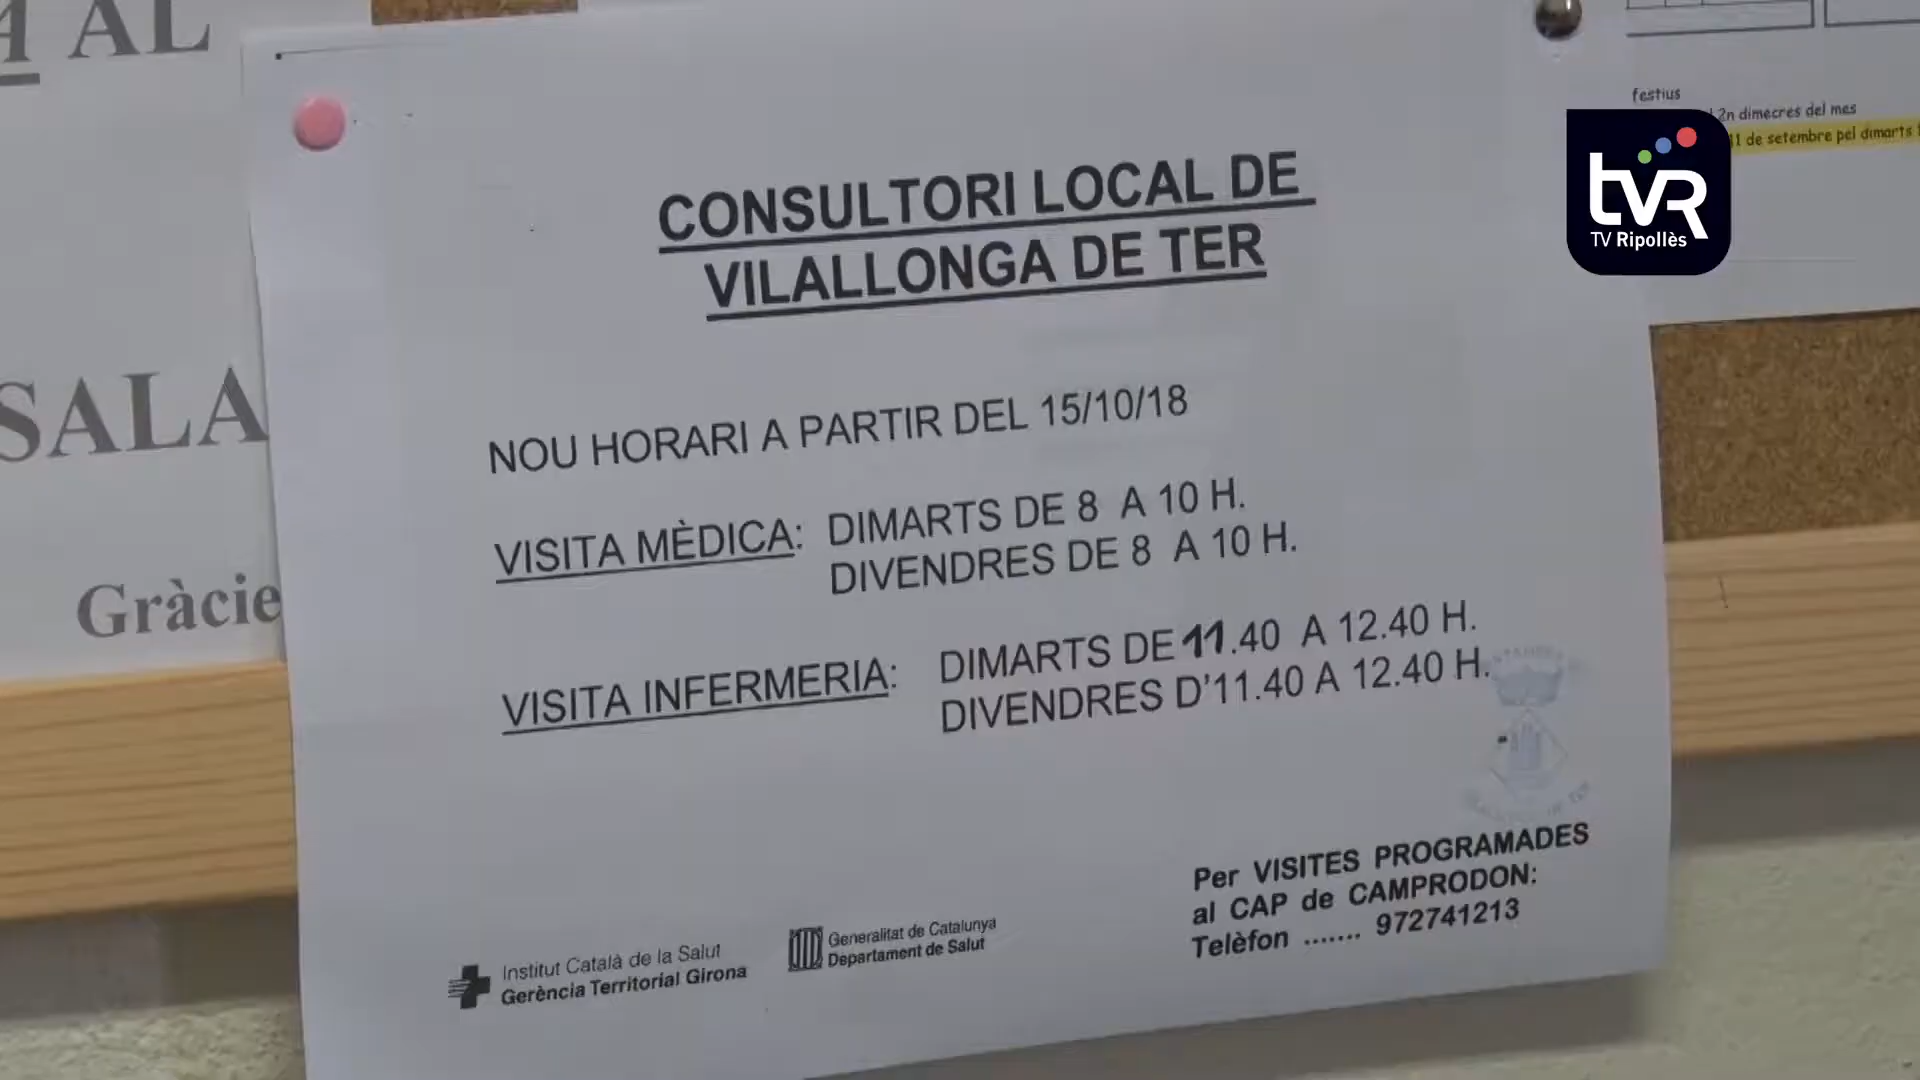 AL
SALA
Gràcie
festius
2n dimecres del mes
11 de setembre pel dimarts
tvR
TV Ripollès
CONSULTORI LOCAL DE
VILALLONGA DE TER
NOU HORARI A PARTIR DEL 15/10/18
VISITA MÈDICA: DIMARTS DE 8 A 10 H.
DIVENDRES DE 8 A 10 H.
VISITA INFERMERIA: DIMARTS DE 11.40 A 12.40 H.
DIVENDRES D'11.40 A 12.40 H.
Per VISITES PROGRAMADES
al CAP de CAMPRODON:
Telèfon ....... 972741213
Institut Català de la Salut
Gerència Territorial Girona
Generalitat de Catalunya
Departament de Salut